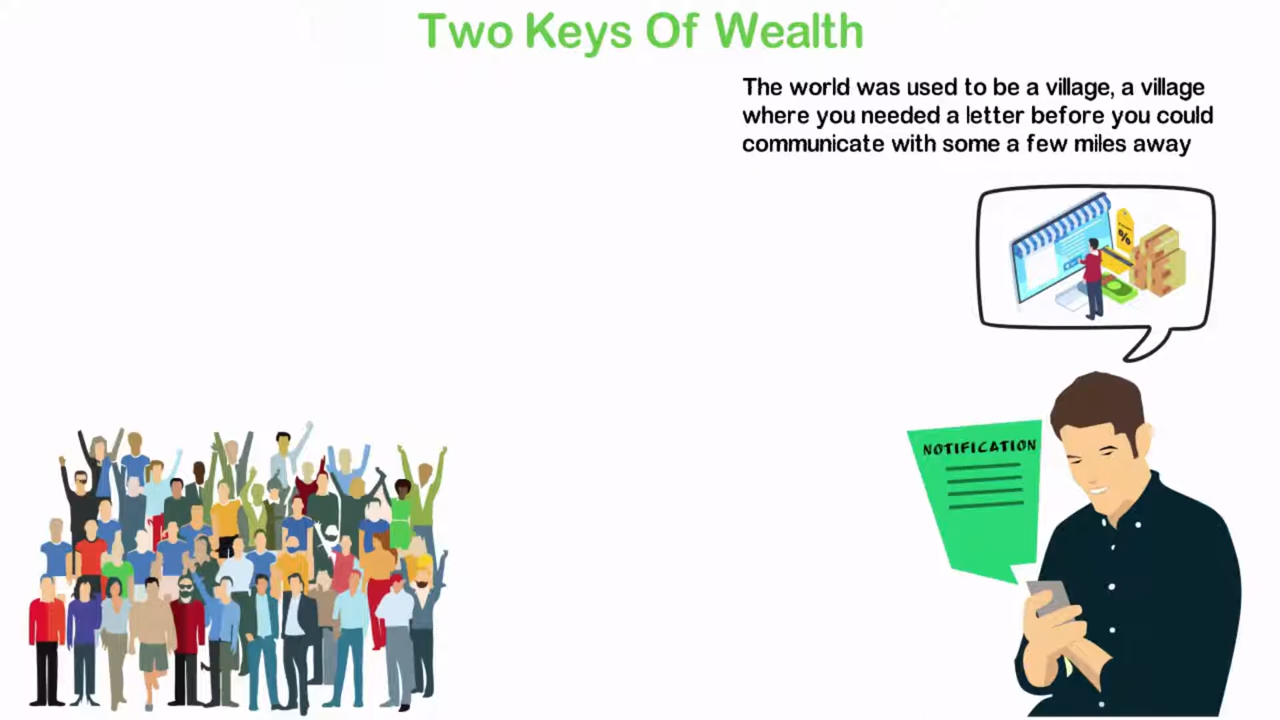 Two Keys Of Wealth
The world was used to be a village, a village
where you needed a letter before you could
communicate with some a few miles away
%
NOTIFICATION